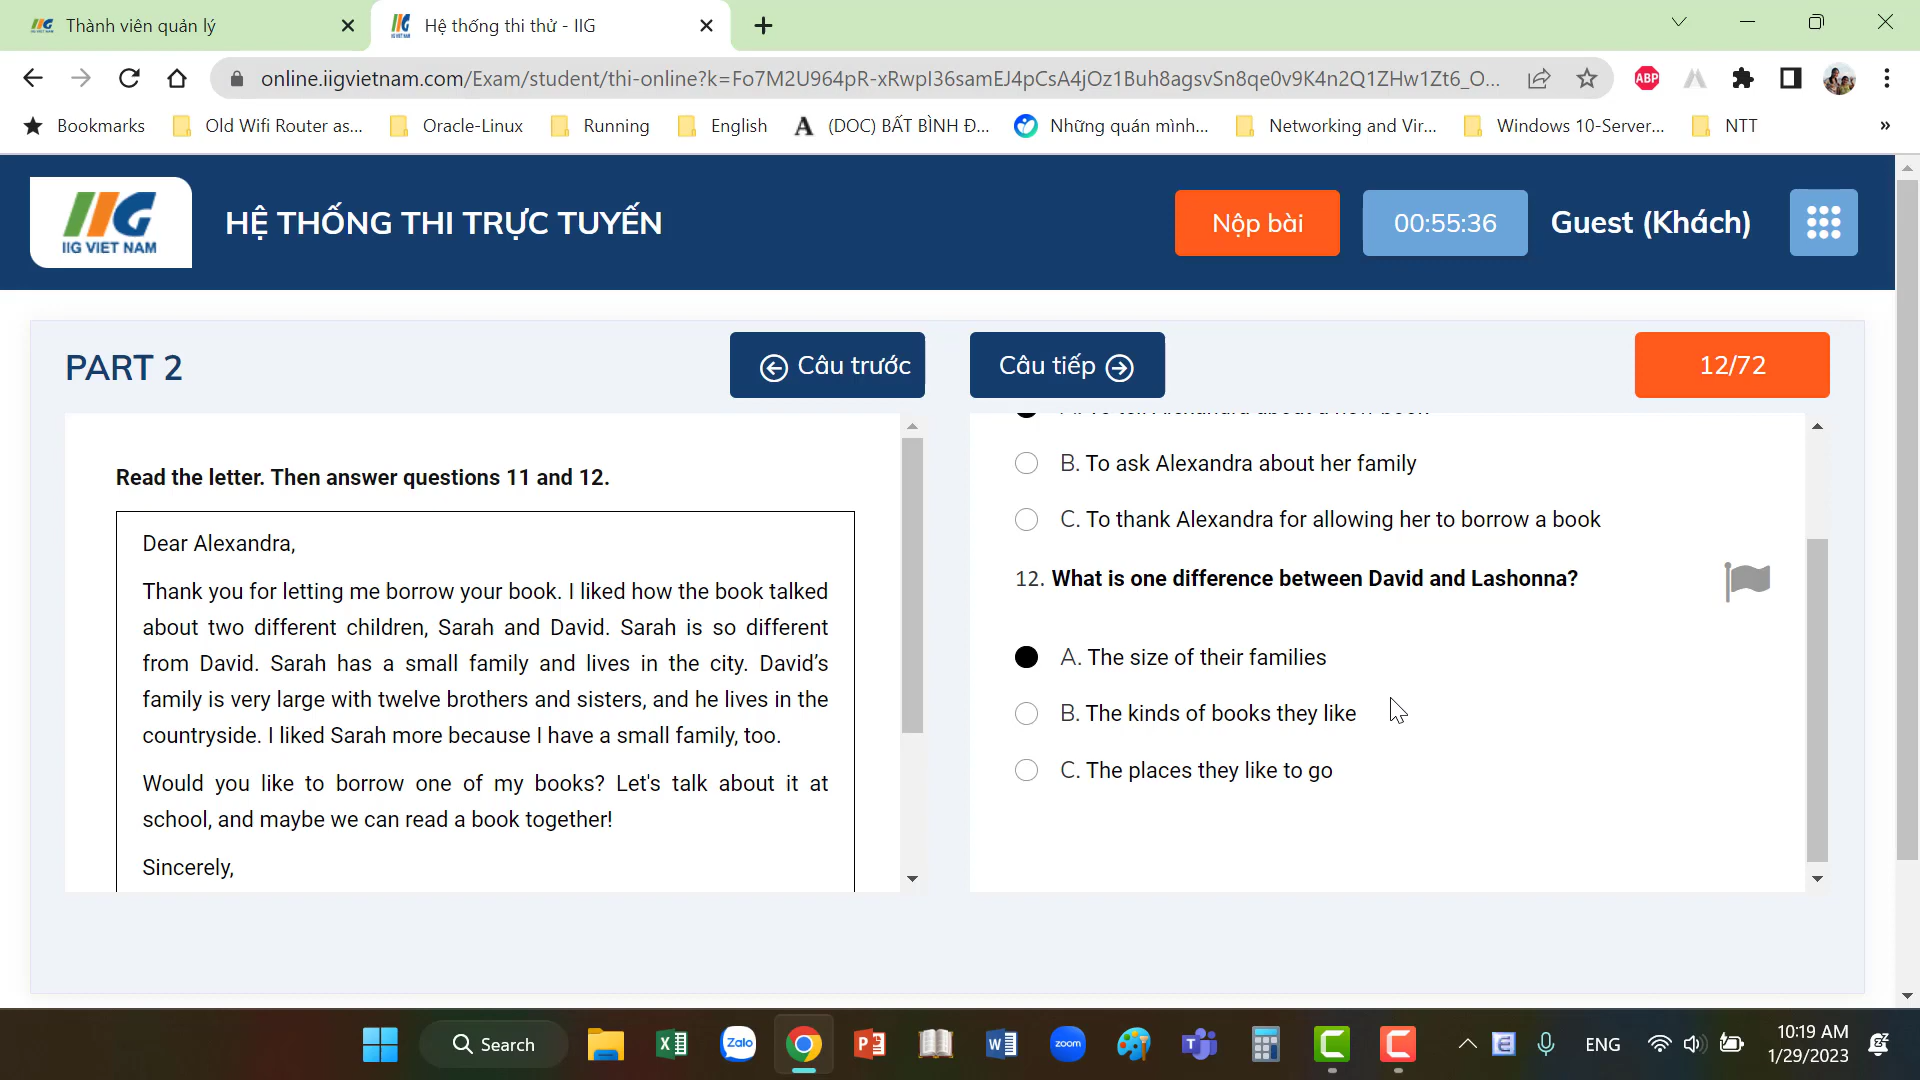 Thành viên quản lý
Hệ thống thi thử - IIG
online.iigvietnam.com/Exam/student/thi-online?k=Fo7M2U964pR-xRwpI36samEJ4pCsA4jOz1Buh8agsvSn8qe0v9K4n2Q1ZHw1Zt6_O...
ABP
Bookmarks
Old Wifi Router as...
Oracle-Linux
Running
English
(DOC) BẤT BÌNH Đ...
Những quán mình...
Networking and Vir...
Windows 10-Server...
NTT
IIG VIET NAM
HỆ THỐNG THI TRỰC TUYẾN
Nộp bài
00:55:36
Guest (Khách)
PART 2
Câu trước
Câu tiếp
12/72
Read the letter. Then answer questions 11 and 12.
Dear Alexandra,
Thank you for letting me borrow your book. I liked how the book talked
about two different children, Sarah and David. Sarah is so different
from David. Sarah has a small family and lives in the city. David's
family is very large with twelve brothers and sisters, and he lives in the
countryside. I liked Sarah more because I have a small family, too.
Would you like to borrow one of my books? Let's talk about it at
school, and maybe we can read a book together!
Sincerely,
B. To ask Alexandra about her family
C. To thank Alexandra for allowing her to borrow a book
12. What is one difference between David and Lashonna?
A. The size of their families
B. The kinds of books they like
C. The places they like to go
Search
Zalo
zoom
ENG
10:19 AM
1/29/2023